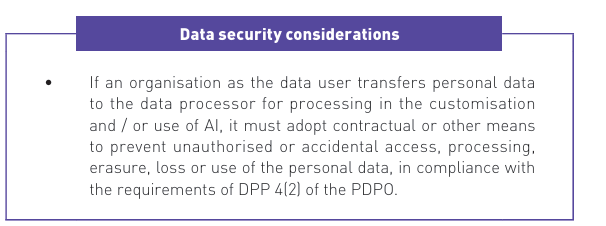 Data security considerations
• If an organisation as the data user transfers personal data
to the data processor for processing in the customisation
and / or use of AI, it must adopt contractual or other means
to prevent unauthorised or accidental access, processing,
erasure, loss or use of the personal data, in compliance with
the requirements of DPP 4(2) of the PDPO.